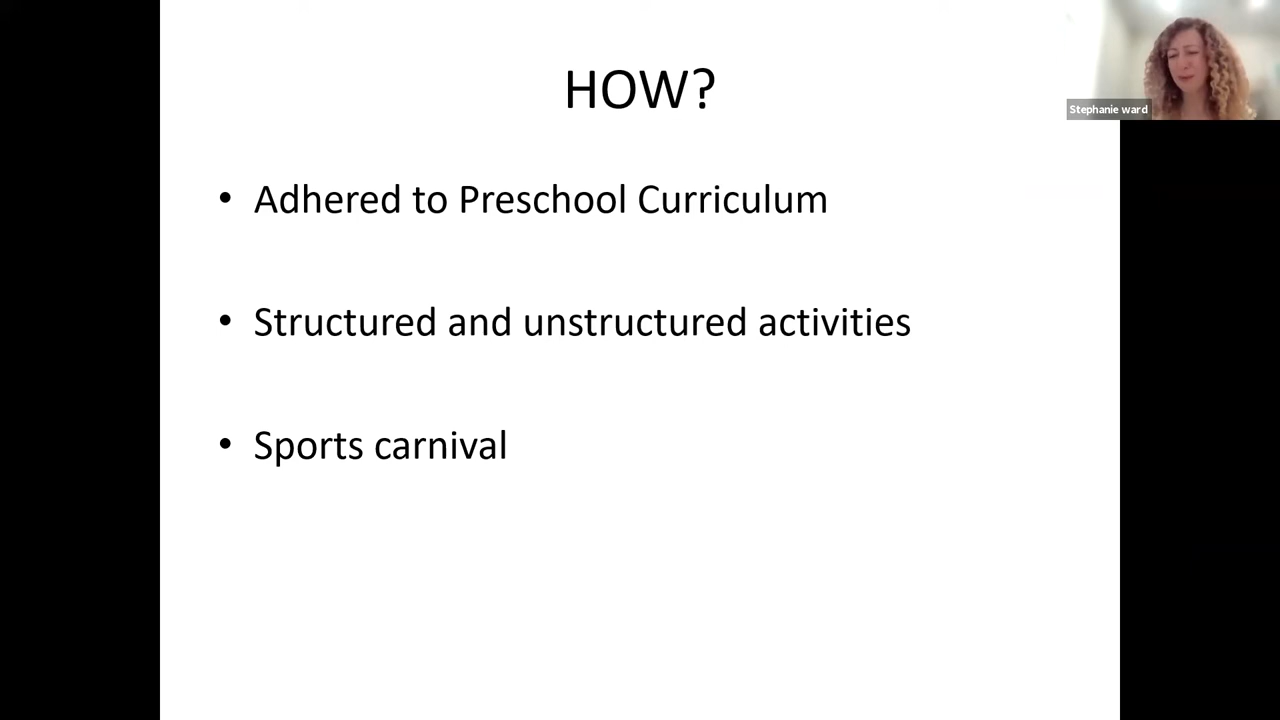 HOW?
Stephanie ward
• Adhered to Preschool Curriculum
• Structured and unstructured activities
• Sports carnival